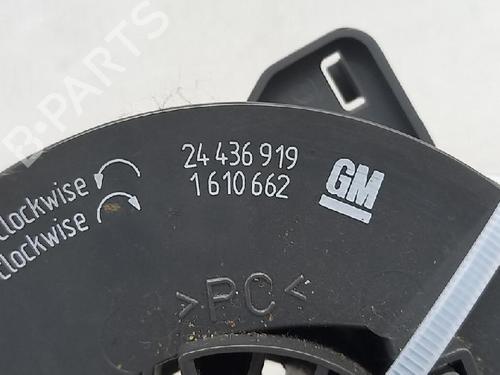 B-PARTS
24 436 919
1 610 662
GM
clockwise
clockwise
>PC<